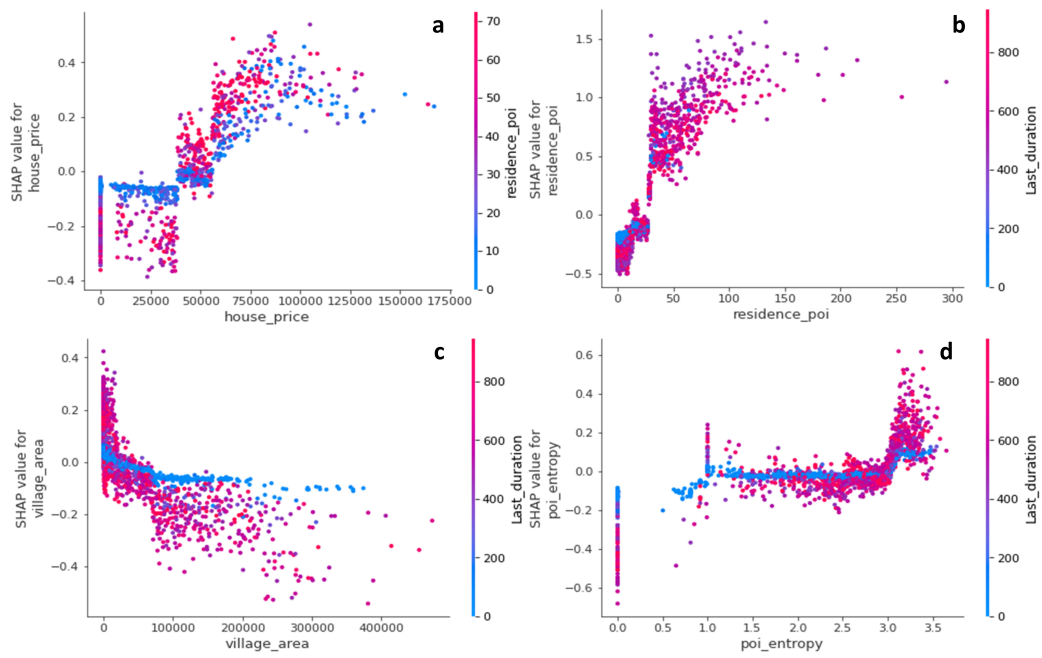 a
0.4
0.2
0.0
−0.2
−0.4
SHAP value for
house_price
0 25000 50000 75000 100000 125000 150000 175000
house_price
70
60
50
40
30
20
10
0
residence_poi
b
1.5
1.0
0.5
0.0
−0.5
SHAP value for
residence_poi
0 50 100 150 200 250 300
residence_poi
800
600
400
200
0
Last_duration
c
0.4
0.2
0.0
−0.2
−0.4
SHAP value for
village_area
0 100000 200000 300000 400000
village_area
800
600
400
200
0
Last_duration
d
0.6
0.4
0.2
0.0
−0.2
−0.4
−0.6
SHAP value for
poi_entropy
0.0 0.5 1.0 1.5 2.0 2.5 3.0 3.5
poi_entropy
800
600
400
200
0
Last_duration